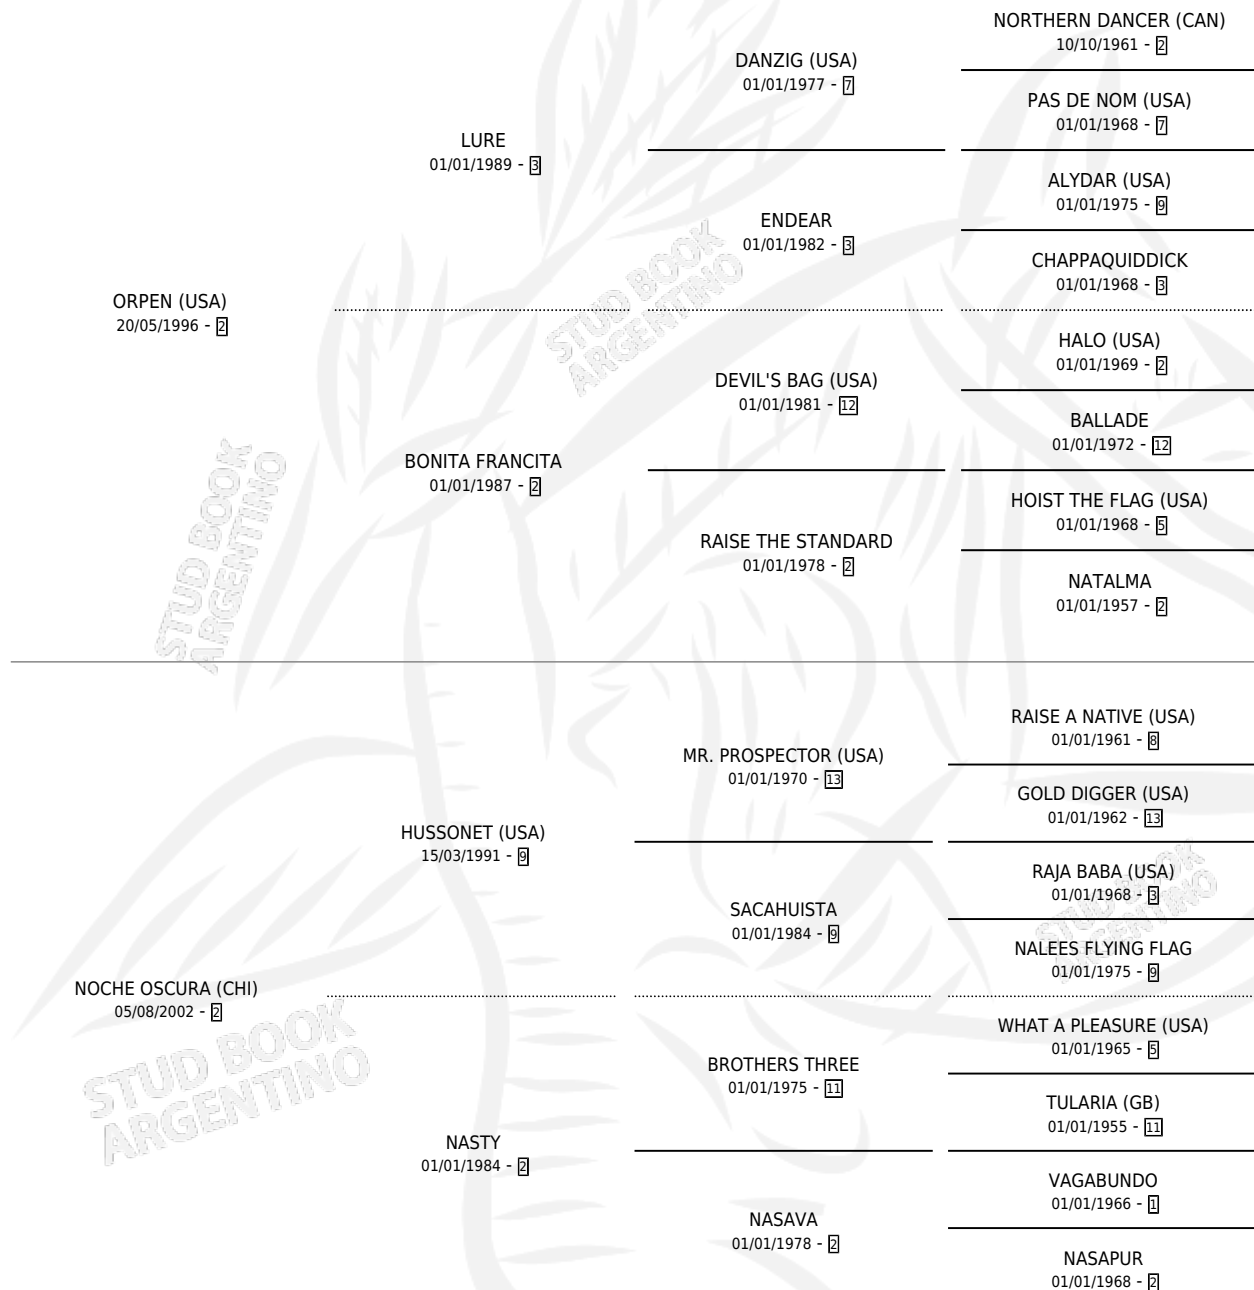 NORTHERN DANCER (CAN)
10/10/1961 - 2
DANZIG (USA)
01/01/1977 - 7
PAS DE NOM (USA)
01/01/1968 - 7
LURE
01/01/1989 - 3
ALYDAR (USA)
01/01/1975 - 9
ENDEAR
01/01/1982 - 3
CHAPPAQUIDDICK
01/01/1968 - 3
ORPEN (USA)
20/05/1996 - 2
STUD BOOK
ARGENTINO
HALO (USA)
01/01/1969 - 2
DEVIL'S BAG (USA)
01/01/1981 - 12
BALLADE
01/01/1972 - 12
BONITA FRANCITA
01/01/1987 - 2
HOIST THE FLAG (USA)
01/01/1968 - 5
RAISE THE STANDARD
01/01/1978 - 2
NATALMA
01/01/1957 - 2
STUD BOOK
ARGENTINO
RAISE A NATIVE (USA)
01/01/1961 - 8
MR. PROSPECTOR (USA)
01/01/1970 - 13
GOLD DIGGER (USA)
01/01/1962 - 13
HUSSONET (USA)
15/03/1991 - 9
RAJA BABA (USA)
01/01/1968 - 3
SACAHUISTA
01/01/1984 - 9
NALEES FLYING FLAG
01/01/1975 - 9
STUD BOOK
ARGENTINO
NOCHE OSCURA (CHI)
05/08/2002 - 2
WHAT A PLEASURE (USA)
01/01/1965 - 5
BROTHERS THREE
01/01/1975 - 11
TULARIA (GB)
01/01/1955 - 11
STUD BOOK
ARGENTINO
NASTY
01/01/1984 - 2
VAGABUNDO
01/01/1966 - 1
NASAVA
01/01/1978 - 2
NASAPUR
01/01/1968 - 2